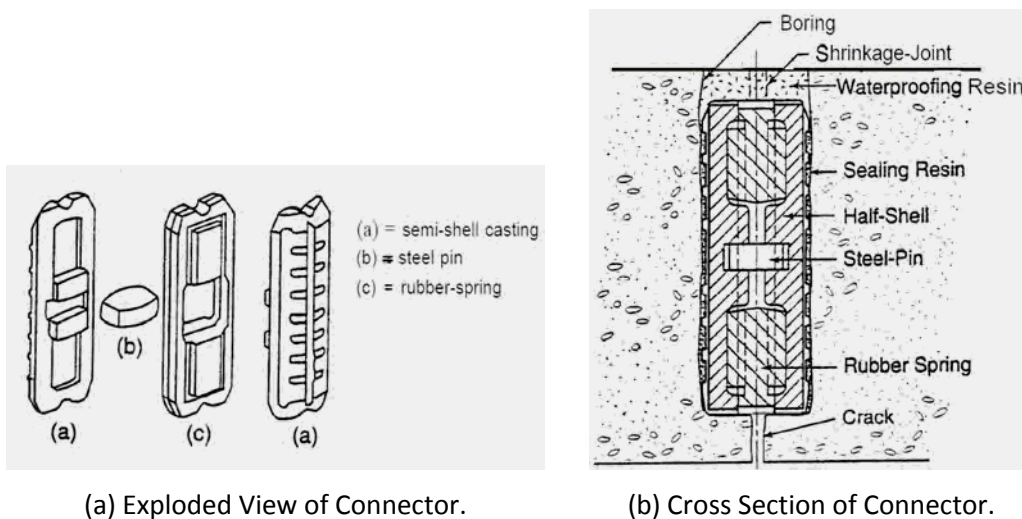 (a) = semi-shell casting
(b) = steel pin
(c) = rubber-spring
(b)
(a)
(c)
(a)
Boring
Shrinkage-Joint
Waterproofing Resin
Sealing Resin
Half-Shell
Steel-Pin
Rubber Spring
Crack
(a) Exploded View of Connector.
(b) Cross Section of Connector.